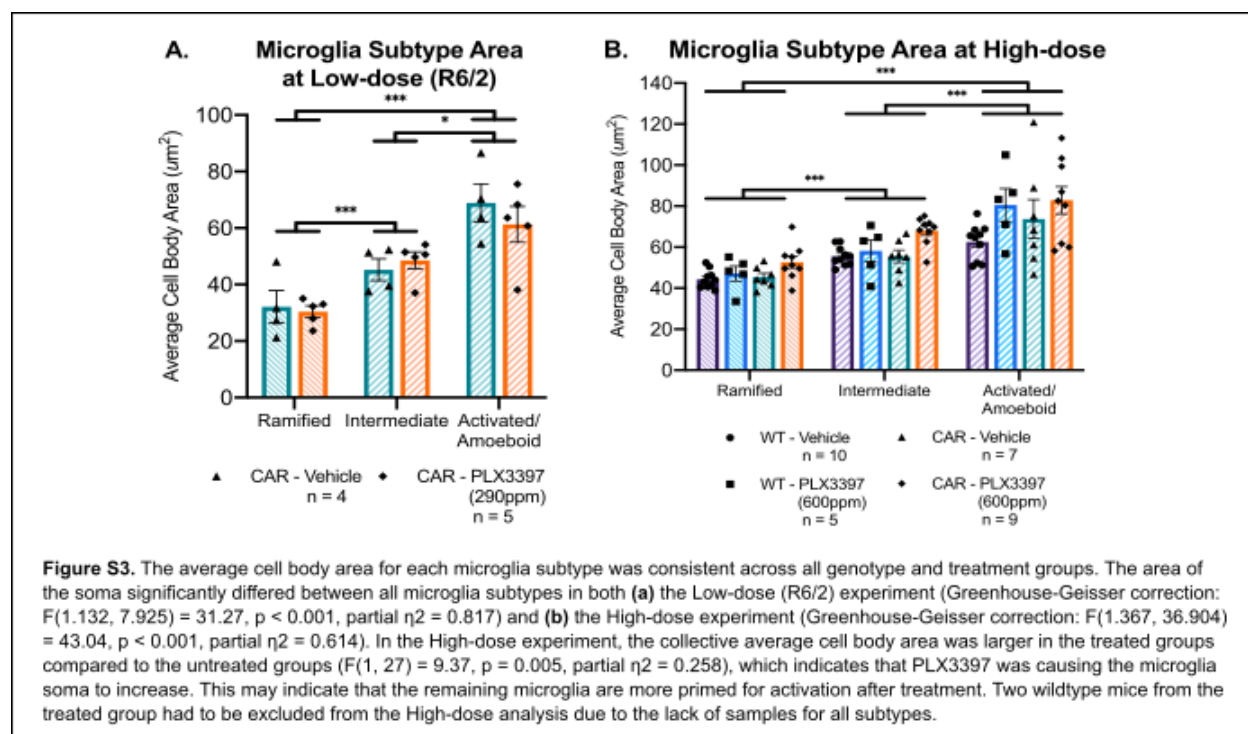 A.
Microglia Subtype Area
at Low-dose (R6/2)
***
*
***
Average Cell Body Area (um²)
100
80
60
40
20
0
Ramified
Intermediate
Activated/
Amoeboid
▲ CAR - Vehicle
n = 4
◆ CAR - PLX3397
(290ppm)
n = 5
B.
Microglia Subtype Area at High-dose
***
***
***
Average Cell Body Area (um²)
140
120
100
80
60
40
20
0
Ramified
Intermediate
Activated/
Amoeboid
● WT - Vehicle
n = 10
▲ CAR - Vehicle
n = 7
■ WT - PLX3397
(600ppm)
n = 5
◆ CAR - PLX3397
(600ppm)
n = 9
Figure S3. The average cell body area for each microglia subtype was consistent across all genotype and treatment groups. The area of
the soma significantly differed between all microglia subtypes in both (a) the Low-dose (R6/2) experiment (Greenhouse-Geisser correction:
F(1.132, 7.925) = 31.27, p < 0.001, partial η2 = 0.817) and (b) the High-dose experiment (Greenhouse-Geisser correction: F(1.367, 36.904)
= 43.04, p < 0.001, partial η2 = 0.614). In the High-dose experiment, the collective average cell body area was larger in the treated groups
compared to the untreated groups (F(1, 27) = 9.37, p = 0.005, partial η2 = 0.258), which indicates that PLX3397 was causing the microglia
soma to increase. This may indicate that the remaining microglia are more primed for activation after treatment. Two wildtype mice from the
treated group had to be excluded from the High-dose analysis due to the lack of samples for all subtypes.